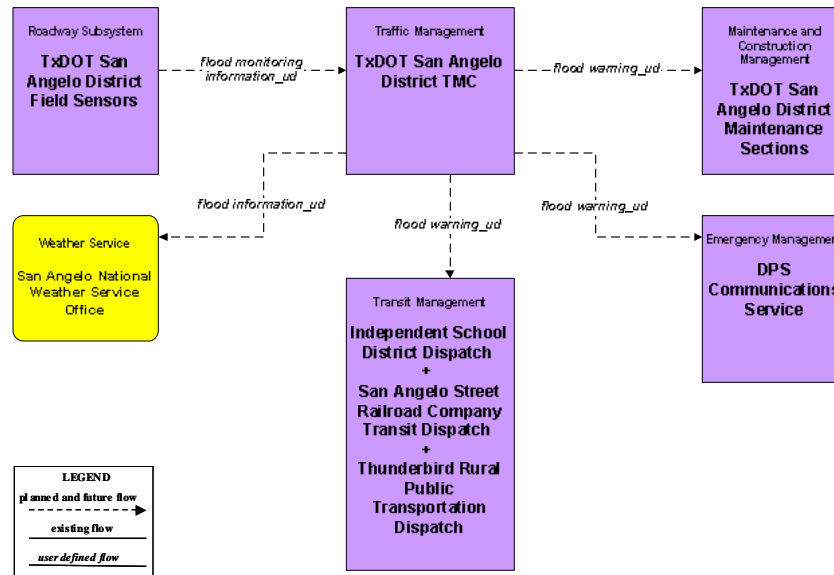 Roadway Subsystem
TxDOT San
Angelo District
Field Sensors
flood monitoring
information_ud
Traffic Management
TxDOT San Angelo
District TMC
flood warning_ud
Maintenance and
Construction
Management
TxDOT San
Angelo District
Maintenance
Sections
flood information_ud
flood warning_ud
flood warning_ud
Weather Service
San Angelo National
Weather Service
Office
Transit Management
Independent School
District Dispatch
+
San Angelo Street
Railroad Company
Transit Dispatch
+
Thunderbird Rural
Public
Transportation
Dispatch
Emergency Management
DPS
Communications
Service
LEGEND
planned and future flow
existing flow
user defined flow